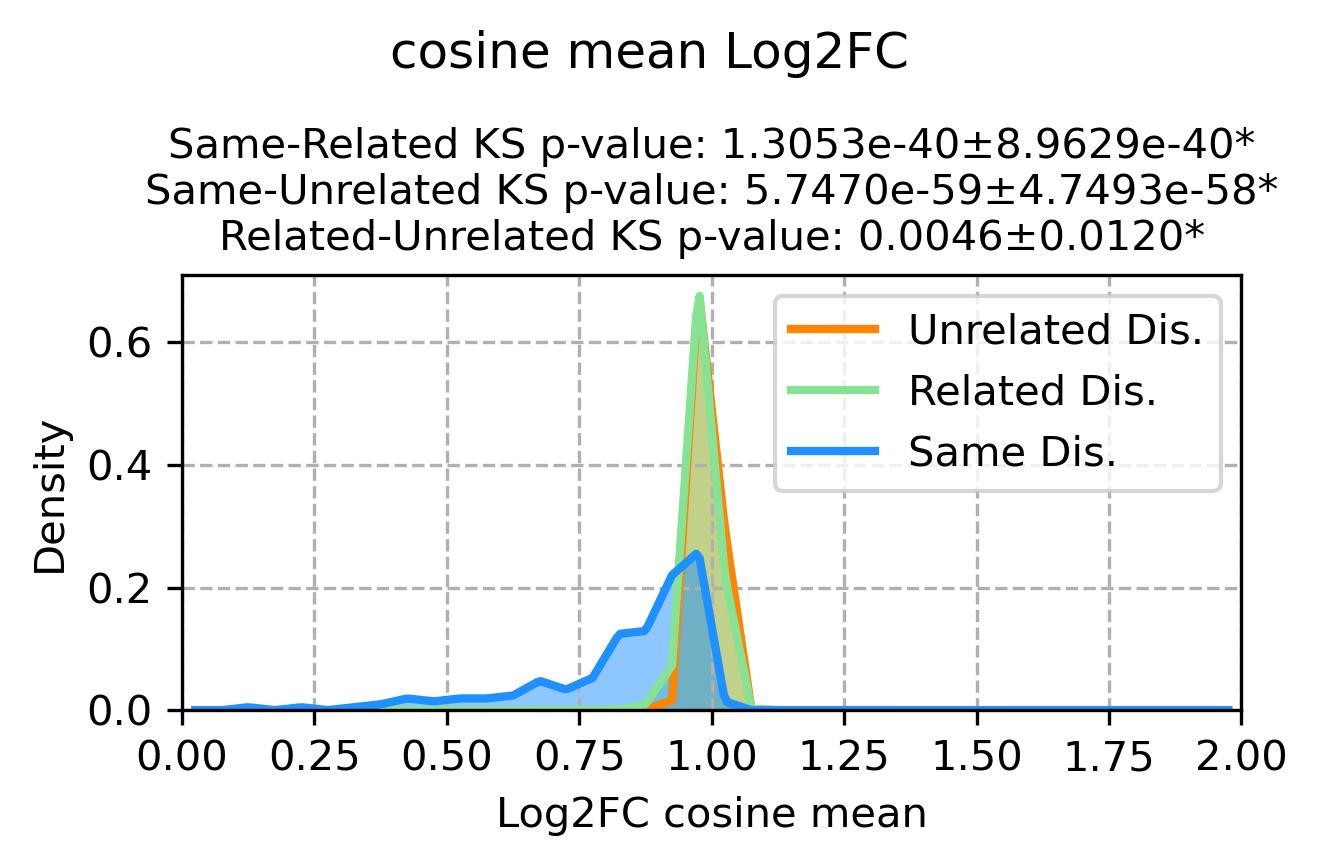 cosine mean Log2FC
Same-Related KS p-value: 1.3053e-40±8.9629e-40*
Same-Unrelated KS p-value: 5.7470e-59±4.7493e-58*
Related-Unrelated KS p-value: 0.0046±0.0120*
Unrelated Dis.
Related Dis.
Same Dis.
Density
0.6
0.4
0.2
0.0
0.00 0.25 0.50 0.75 1.00 1.25 1.50 1.75 2.00
Log2FC cosine mean